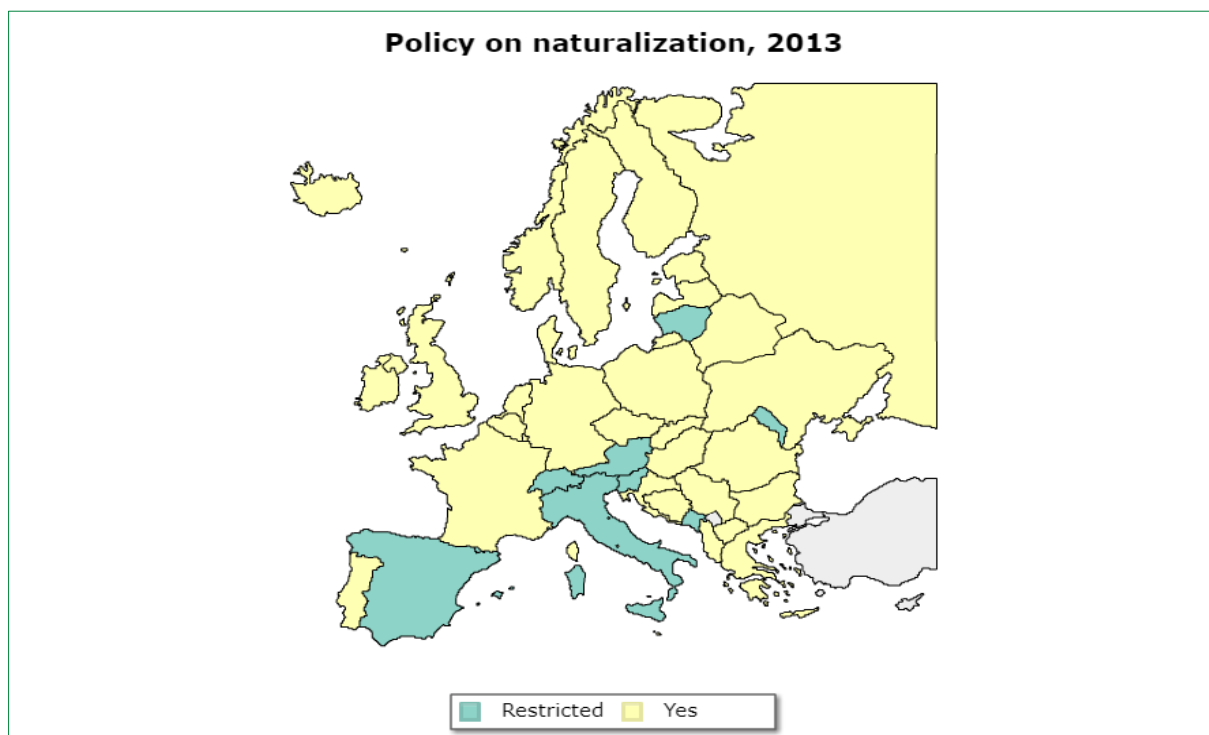 Policy on naturalization, 2013
Restricted Yes